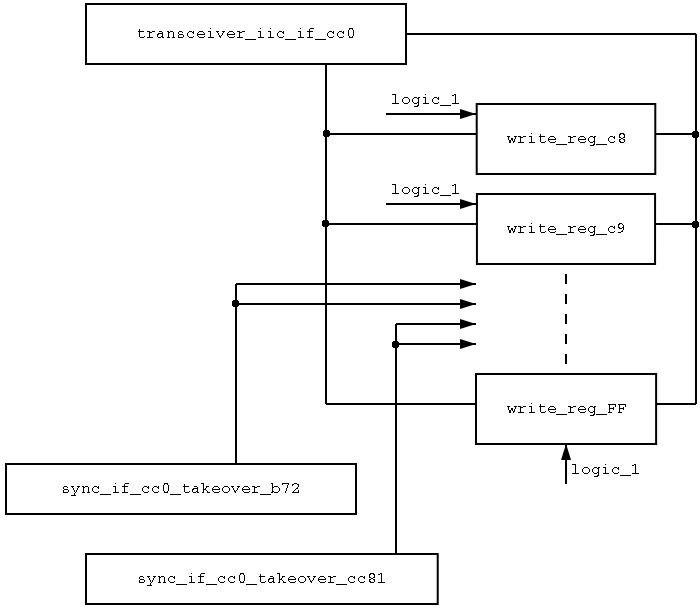 transceiver_iic_if_cc0
logic_1
write_reg_c8
logic_1
write_reg_c9
write_reg_FF
logic_1
sync_if_cc0_takeover_b72
sync_if_cc0_takeover_cc81